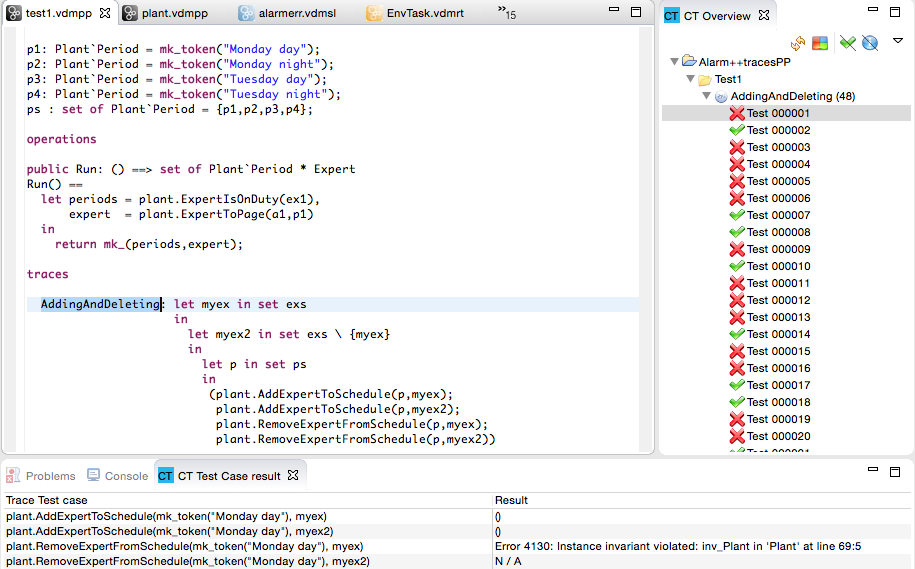 test1.vdmpp
plant.vdmpp
alarmerr.vdmsl
EnvTask.vdmrt
»15
p1: Plant`Period = mk_token("Monday day");
p2: Plant`Period = mk_token("Monday night");
p3: Plant`Period = mk_token("Tuesday day");
p4: Plant`Period = mk_token("Tuesday night");
ps : set of Plant`Period = {p1,p2,p3,p4};
operations
public Run: () ==> set of Plant`Period * Expert
Run() ==
let periods = plant.ExpertIsOnDuty(ex1),
expert = plant.ExpertToPage(a1,p1)
in
return mk_(periods,expert);
traces
AddingAndDeleting: let myex in set exs
in
let myex2 in set exs \ {myex}
in
let p in set ps
in
(plant.AddExpertToSchedule(p,myex);
plant.AddExpertToSchedule(p,myex2);
plant.RemoveExpertFromSchedule(p,myex);
plant.RemoveExpertFromSchedule(p,myex2))
CT CT Overview
Alarm++tracesPP
Test1
AddingAndDeleting (48)
Test 000001
Test 000002
Test 000003
Test 000004
Test 000005
Test 000006
Test 000007
Test 000008
Test 000009
Test 000010
Test 000011
Test 000012
Test 000013
Test 000014
Test 000015
Test 000016
Test 000017
Test 000018
Test 000019
Test 000020
Problems
Console
CT CT Test Case result
Trace Test case Result
plant.AddExpertToSchedule(mk_token("Monday day"), myex) ()
plant.AddExpertToSchedule(mk_token("Monday day"), myex2) ()
plant.RemoveExpertFromSchedule(mk_token("Monday day"), myex) Error 4130: Instance invariant violated: inv_Plant in 'Plant' at line 69:5
plant.RemoveExpertFromSchedule(mk_token("Monday day"), myex2) N / A